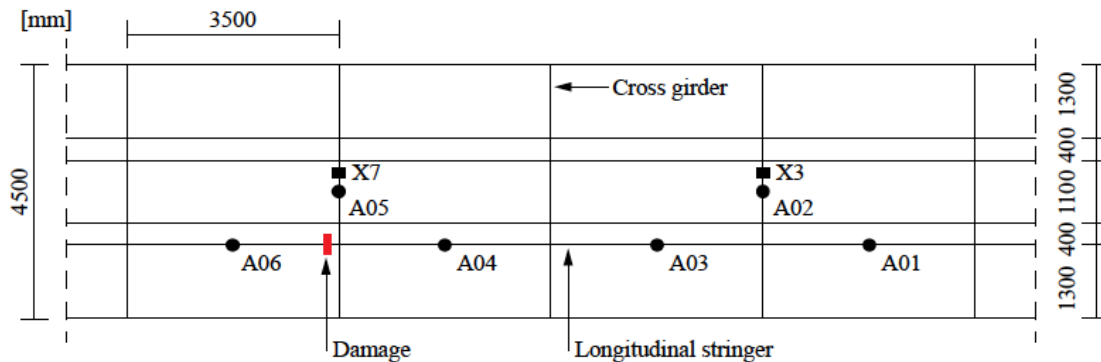 [mm]
3500
Cross girder
1300
400
1100
400
1300
4500
X7
X3
A05
A02
A06
A04
A03
A01
Damage
Longitudinal stringer